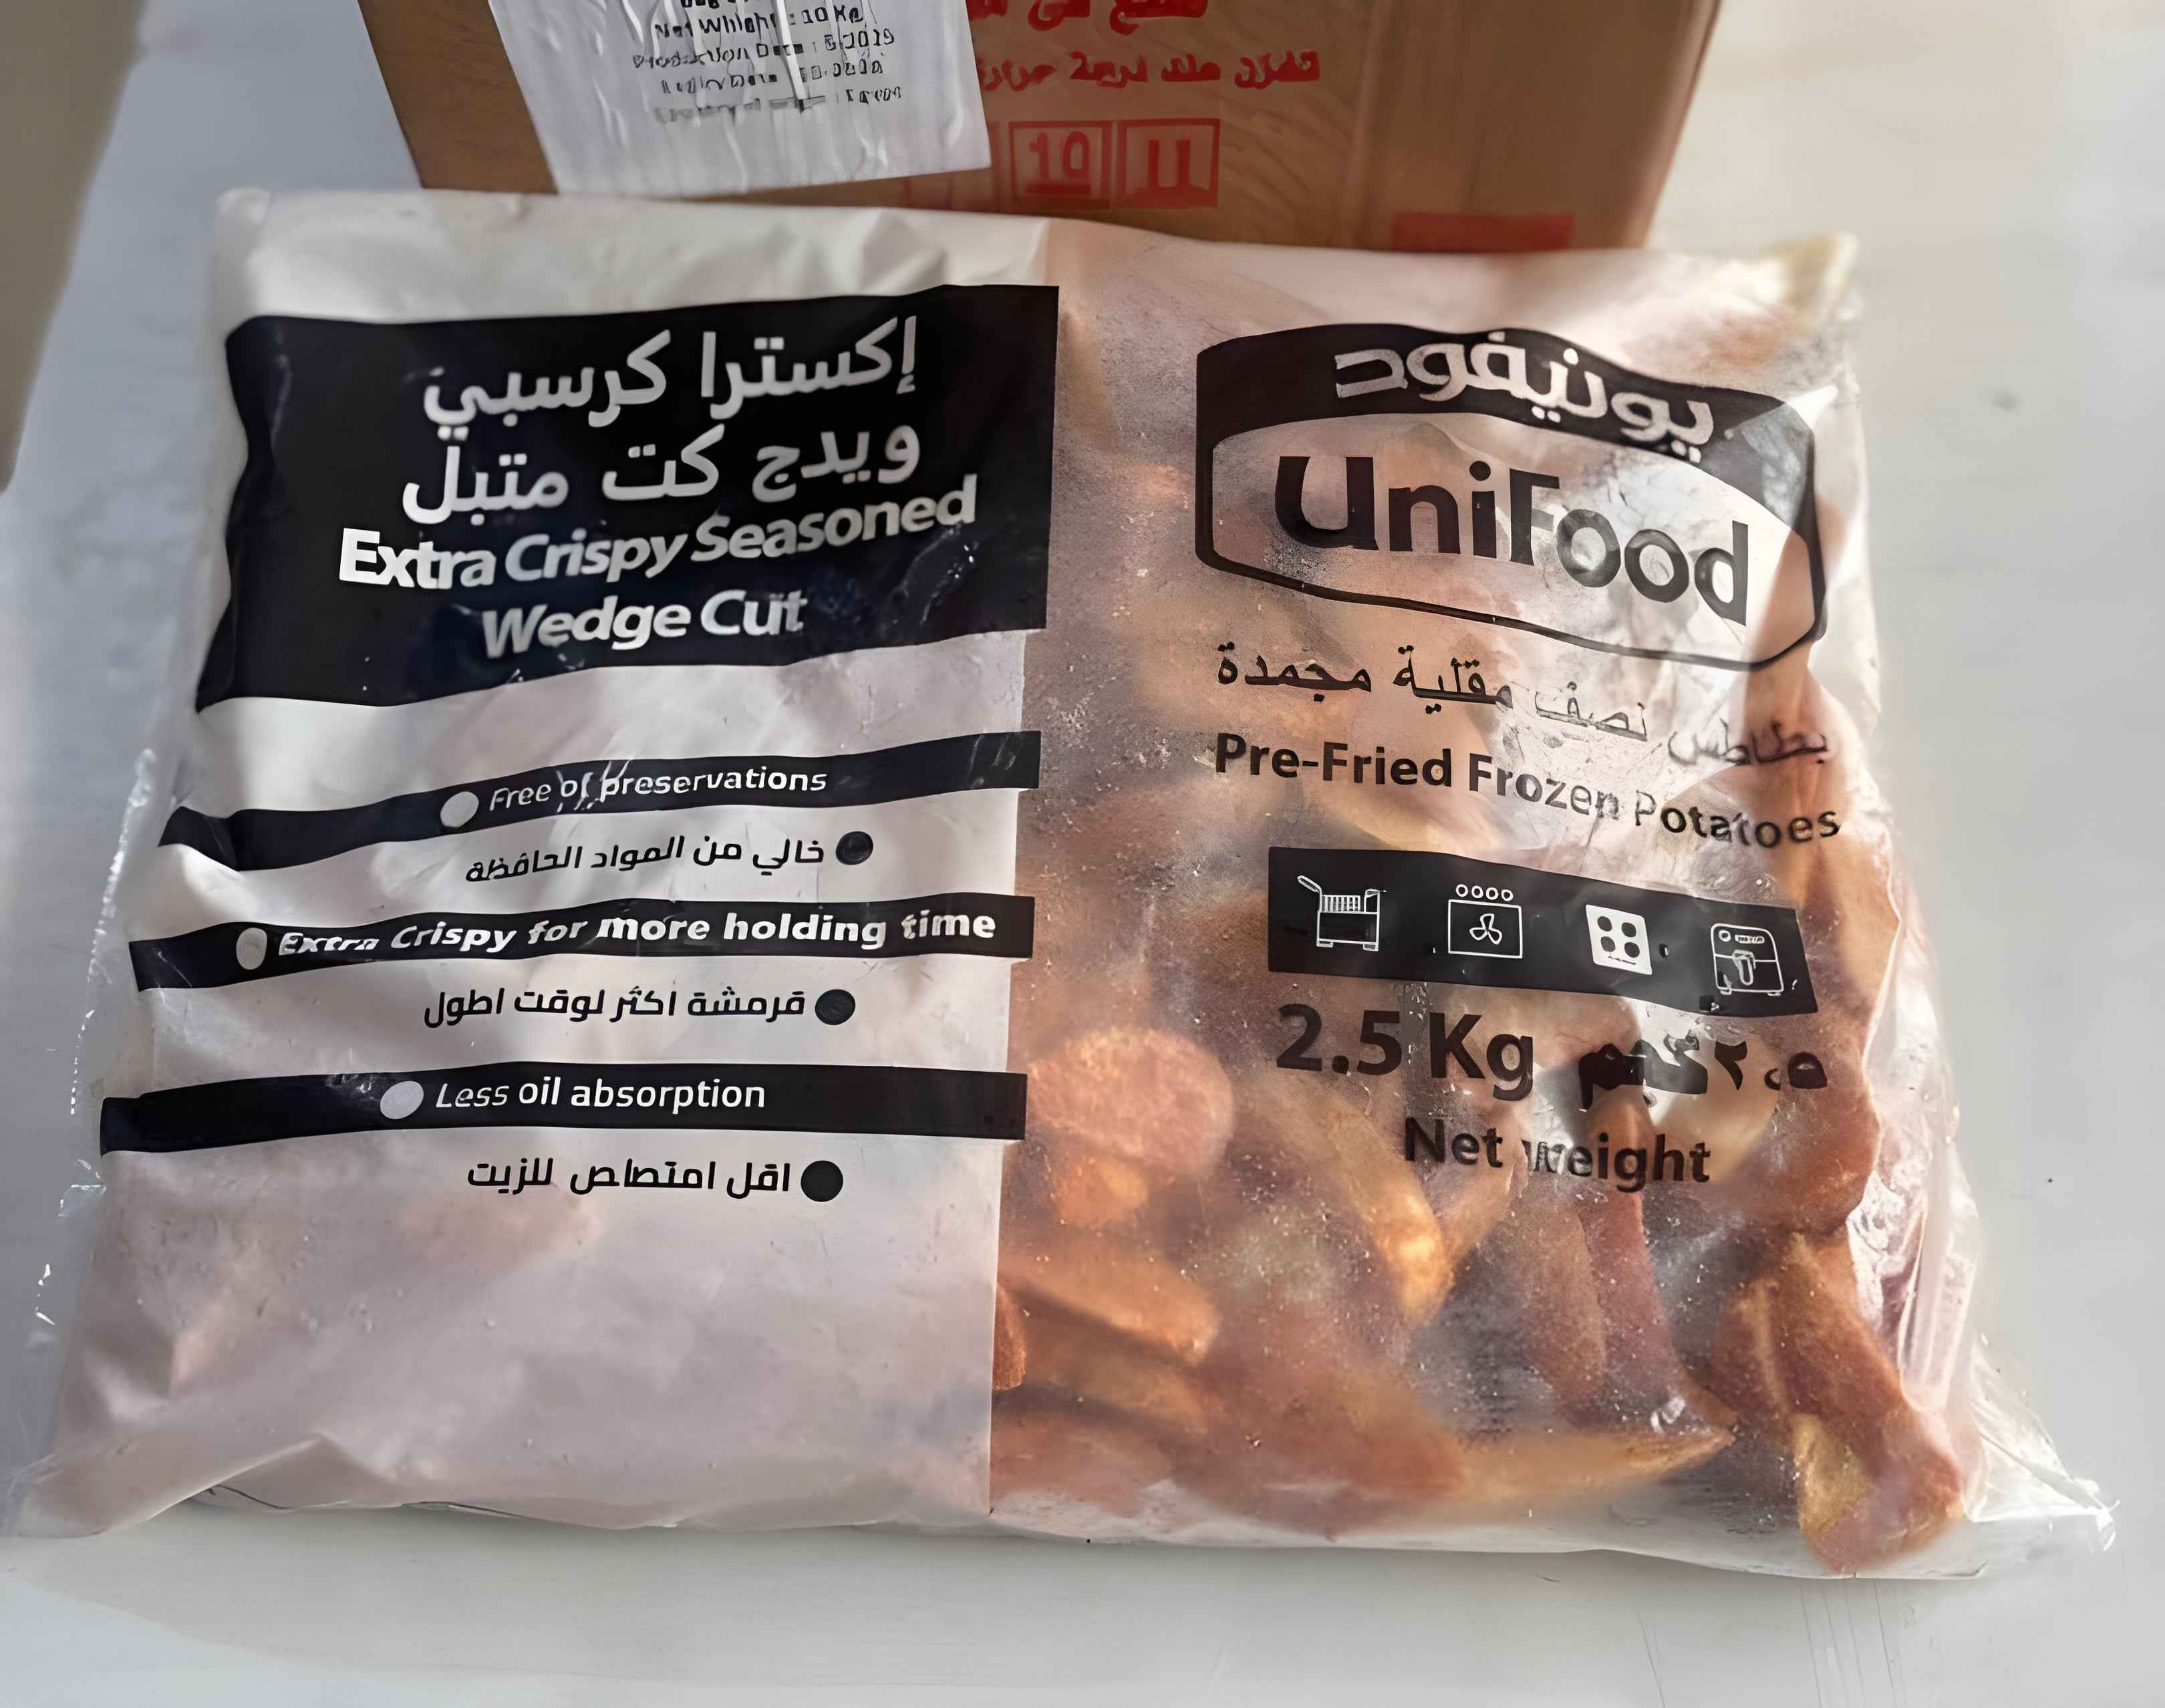 10 11
إكسترا كرسبي
ويدج كت متبل
Extra Crispy Seasoned
Wedge Cut
Free of preservations
خالي من المواد الحافظة
Extra Crispy for more holding time
قرمشة اكثر لوقت اطول
Less oil absorption
اقل امتصاص للزيت
يونيفود
UniFood
بطاطس نصف مقلية مجمدة
Pre-Fried Frozen Potatoes
2.5 Kg ٢,٥ كجم
Net weight